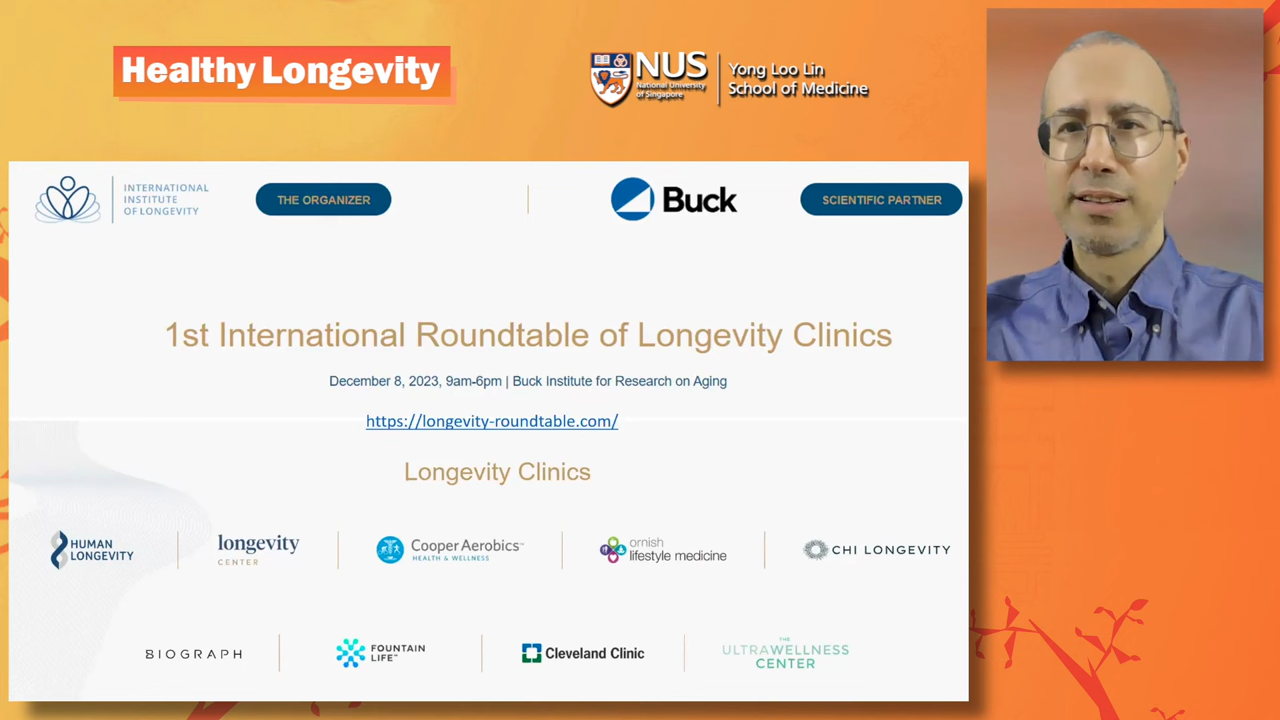 Healthy Longevity
NUS
National University
of Singapore
Yong Loo Lin
School of Medicine
INTERNATIONAL
INSTITUTE
OF LONGEVITY
THE ORGANIZER
Buck
SCIENTIFIC PARTNER
1st International Roundtable of Longevity Clinics
December 8, 2023, 9am-6pm | Buck Institute for Research on Aging
https://longevity-roundtable.com/
Longevity Clinics
HUMAN
LONGEVITY
longevity
CENTER
Cooper Aerobics™
HEALTH & WELLNESS
ornish
lifestyle medicine
CHI LONGEVITY
BIOGRAPH
FOUNTAIN
LIFE™
Cleveland Clinic
THE
ULTRAWELLNESS
CENTER